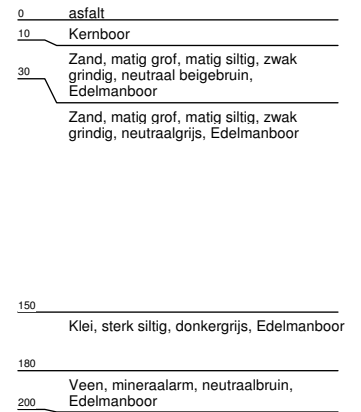 0 asfalt
10 Kernboor
Zand, matig grof, matig siltig, zwak
30 grindig, neutraal beigebruin,
Edelmanboor
Zand, matig grof, matig siltig, zwak
grindig, neutraalgrijs, Edelmanboor
150
Klei, sterk siltig, donkergrijs, Edelmanboor
180
Veen, mineraalarm, neutraalbruin,
200 Edelmanboor